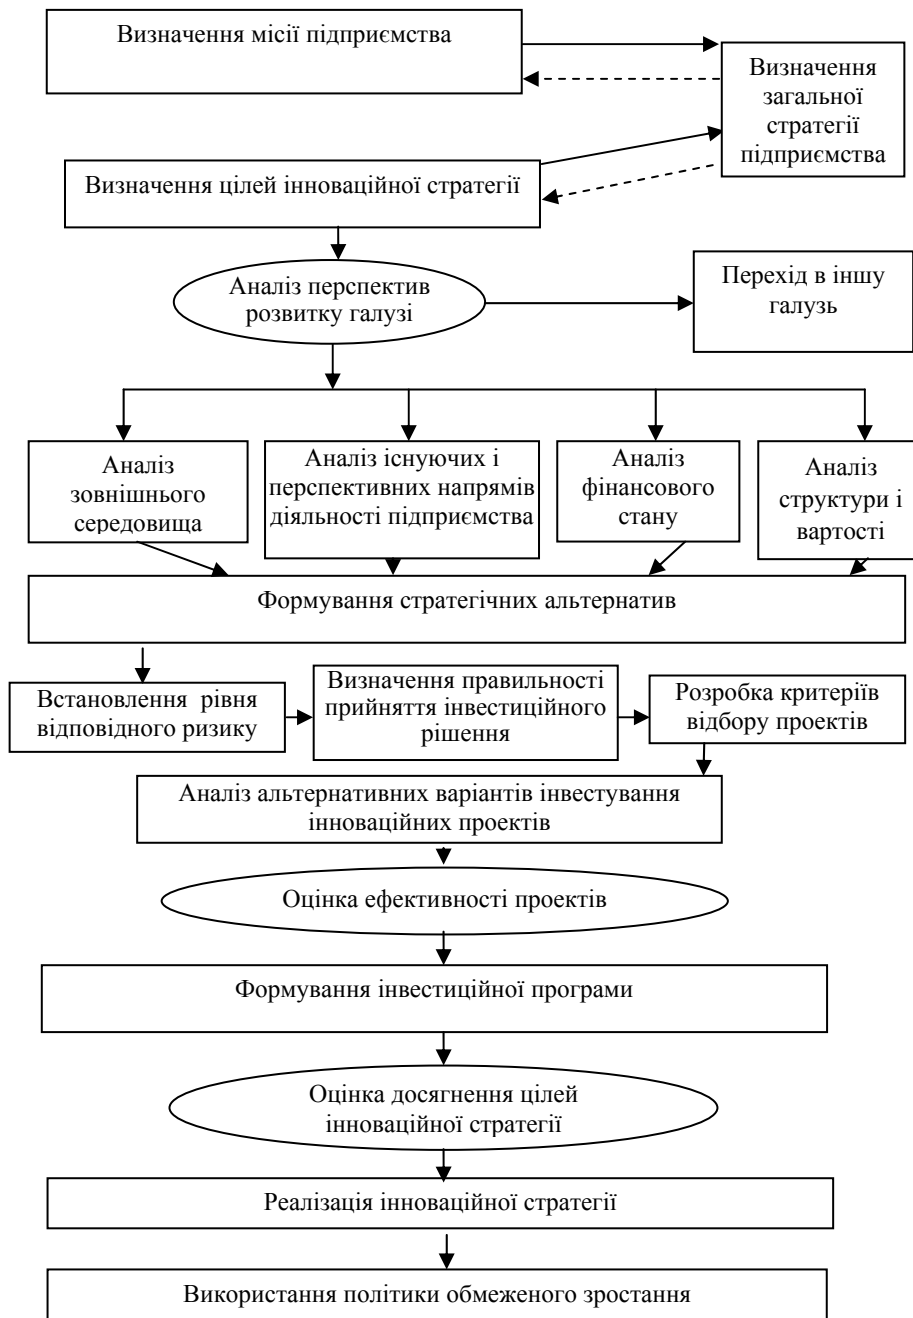 Визначення місії підприємства
Визначення
загальної
стратегії
підприємства
Визначення цілей інноваційної стратегії
Аналіз перспектив
розвитку галузі
Перехід в іншу
галузь
Аналіз
зовнішнього
середовища
Аналіз існуючих і
перспективних напрямів
діяльності підприємства
Аналіз
фінансового
стану
Аналіз
структури і
вартості
Формування стратегічних альтернатив
Встановлення рівня
відповідного ризику
Визначення правильності
прийняття інвестиційного
рішення
Розробка критеріїв
відбору проектів
Аналіз альтернативних варіантів інвестування
інноваційних проектів
Оцінка ефективності проектів
Формування інвестиційної програми
Оцінка досягнення цілей
інноваційної стратегії
Реалізація інноваційної стратегії
Використання політики обмеженого зростання